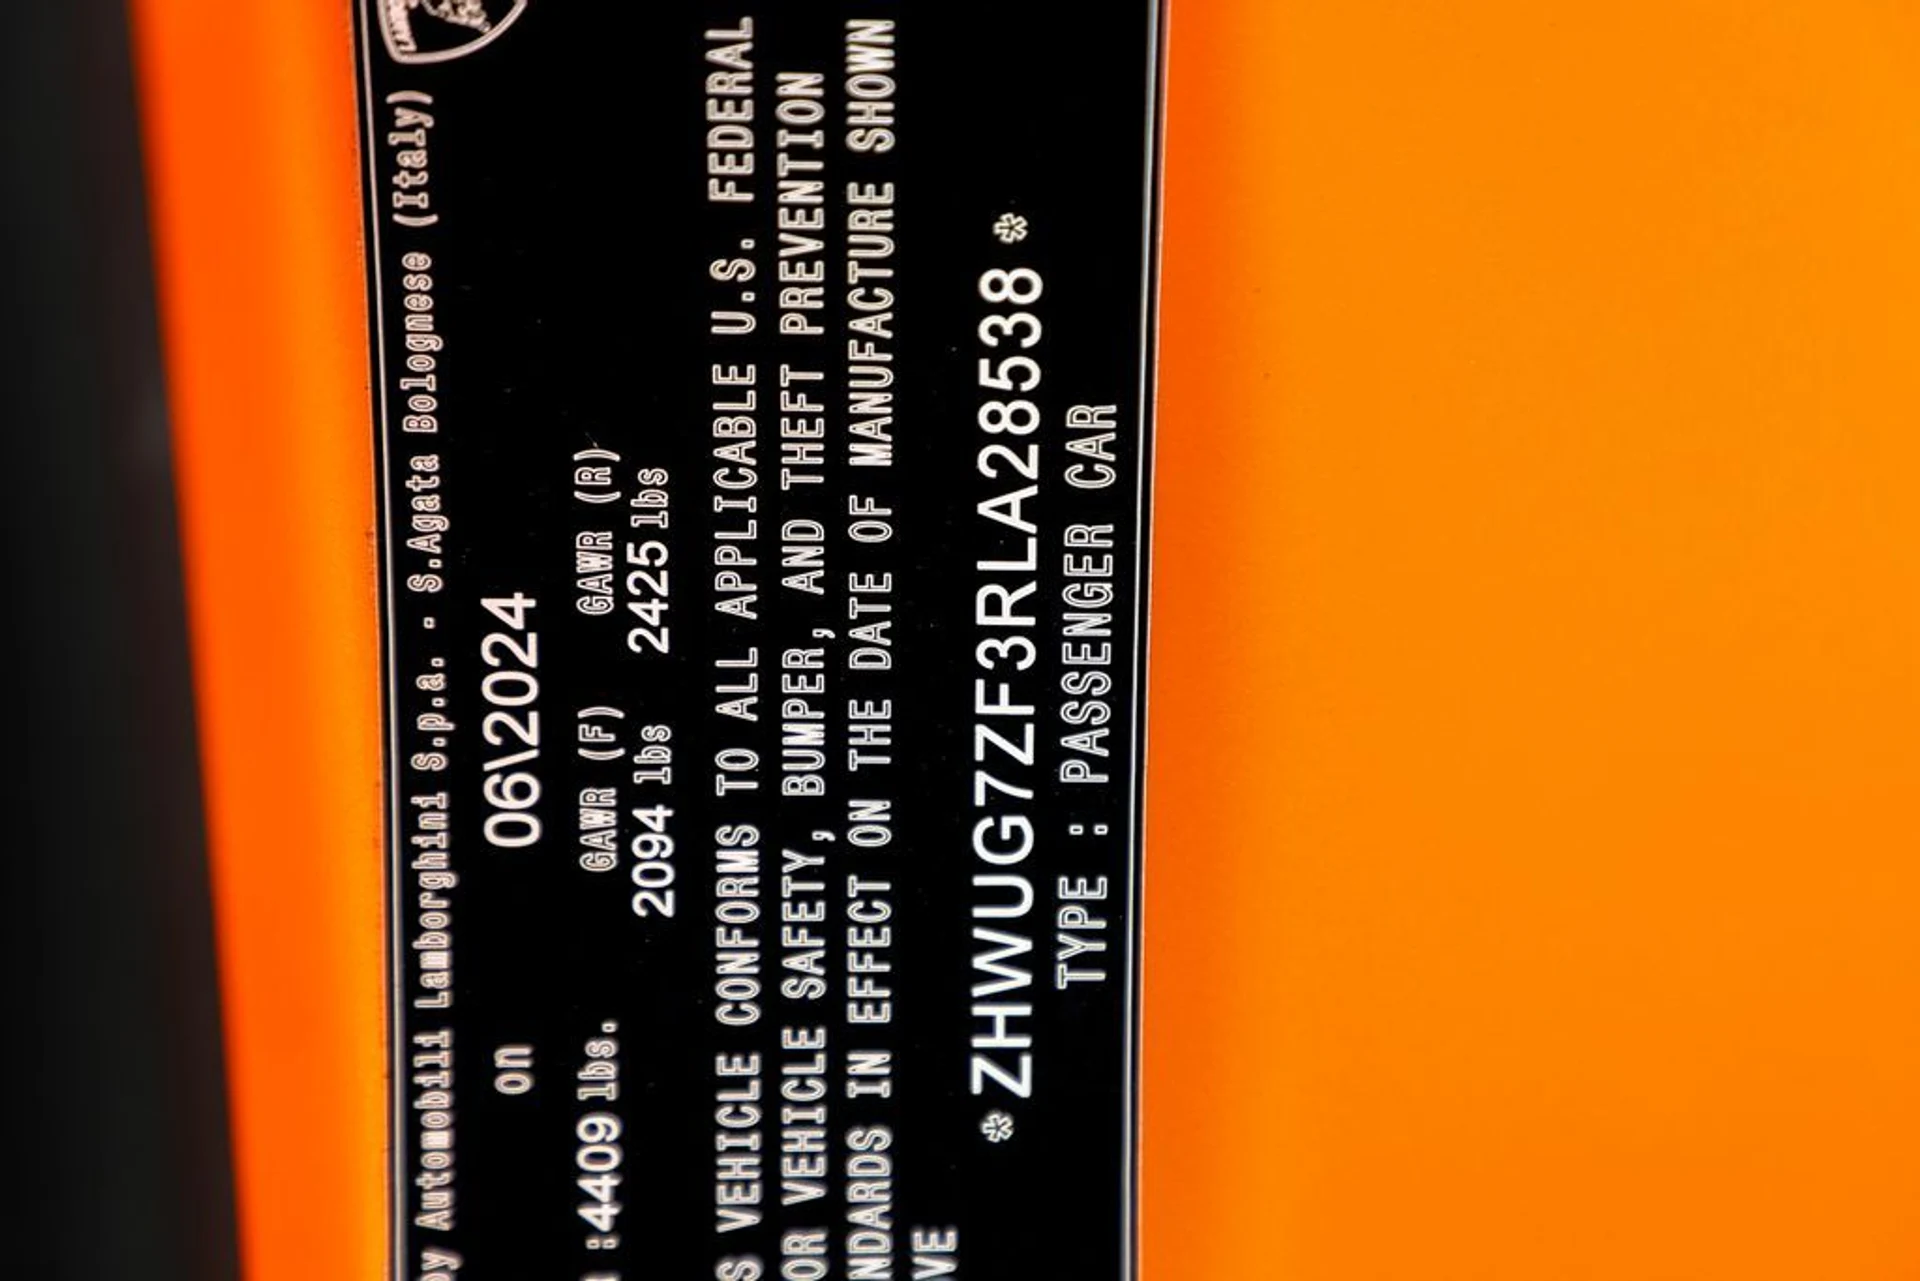 by Automobili Lamborghini S.p.a. - S.Agata Bolognese (Italy)
on 06\2024
:4409 lbs. GAWR (F) GAWR (R)
2094 lbs 2425 lbs
S VEHICLE CONFORMS TO ALL APPLICABLE U.S. FEDERAL
OR VEHICLE SAFETY, BUMPER, AND THEFT PREVENTION
NDARDS IN EFFECT ON THE DATE OF MANUFACTURE SHOWN
VE
*ZHWUG7ZF3RLA28538*
TYPE : PASSENGER CAR